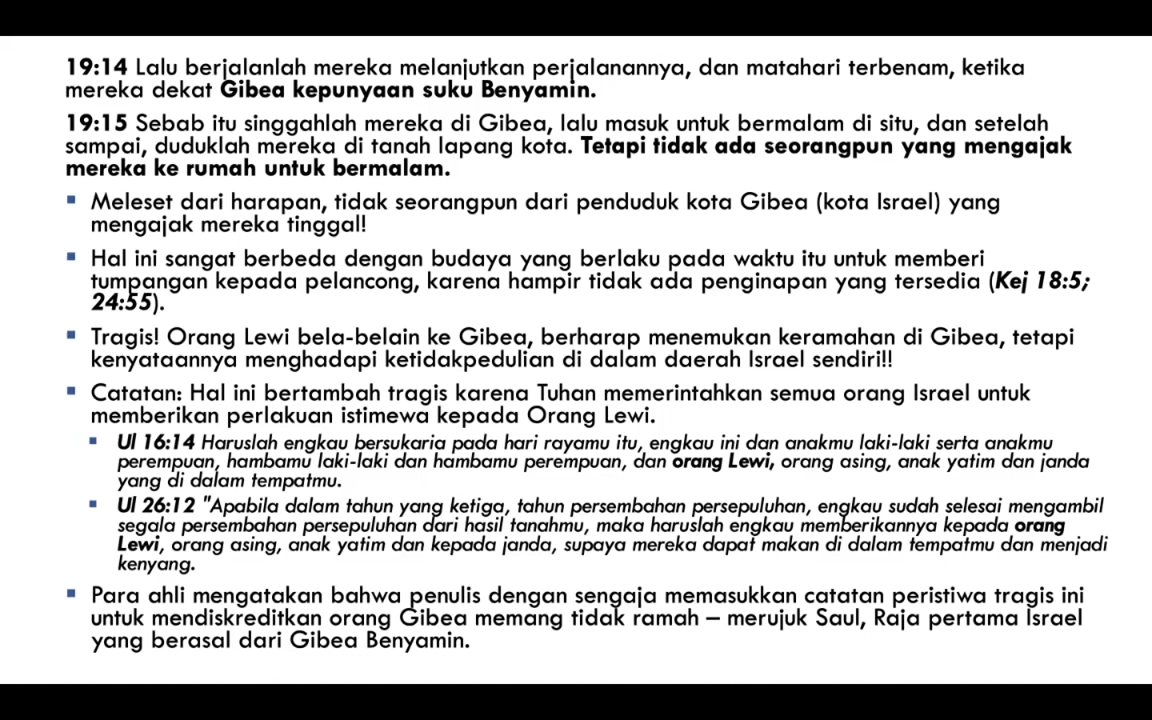 19:14 Lalu berjalanlah mereka melanjutkan perjalanannya, dan matahari terbenam, ketika
mereka dekat Gibea kepunyaan suku Benyamin.
19:15 Sebab itu singgahlah mereka di Gibea, lalu masuk untuk bermalam di situ, dan setelah
sampai, duduklah mereka di tanah lapang kota. Tetapi tidak ada seorangpun yang mengajak
mereka ke rumah untuk bermalam.
▪ Meleset dari harapan, tidak seorangpun dari penduduk kota Gibea (kota Israel) yang
mengajak mereka tinggal!
▪ Hal ini sangat berbeda dengan budaya yang berlaku pada waktu itu untuk memberi
tumpangan kepada pelancong, karena hampir tidak ada penginapan yang tersedia (Kej 18:5;
24:55).
▪ Tragis! Orang Lewi bela-belain ke Gibea, berharap menemukan keramahan di Gibea, tetapi
kenyataannya menghadapi ketidakpedulian di dalam daerah Israel sendiri!!
▪ Catatan: Hal ini bertambah tragis karena Tuhan memerintahkan semua orang Israel untuk
memberikan perlakuan istimewa kepada Orang Lewi.
▪ Ul 16:14 Haruslah engkau bersukaria pada hari rayamu itu, engkau ini dan anakmu laki-laki serta anakmu
perempuan, hambamu laki-laki dan hambamu perempuan, dan orang Lewi, orang asing, anak yatim dan janda
yang di dalam tempatmu.
▪ Ul 26:12 "Apabila dalam tahun yang ketiga, tahun persembahan persepuluhan, engkau sudah selesai mengambil
segala persembahan persepuluhan dari hasil tanahmu, maka haruslah engkau memberikannya kepada orang
Lewi, orang asing, anak yatim dan kepada janda, supaya mereka dapat makan di dalam tempatmu dan menjadi
kenyang.
▪ Para ahli mengatakan bahwa penulis dengan sengaja memasukkan catatan peristiwa tragis ini
untuk mendiskreditkan orang Gibea memang tidak ramah – merujuk Saul, Raja pertama Israel
yang berasal dari Gibea Benyamin.